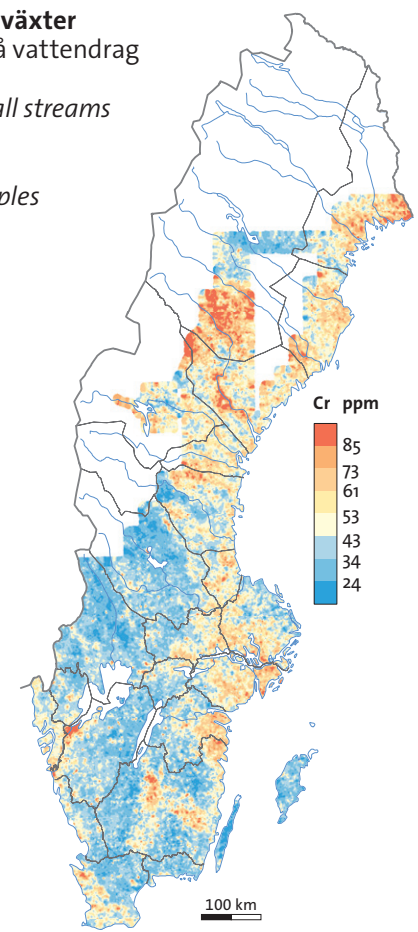 växter
å vattendrag
all streams
ples
Cr ppm
85
73
61
53
43
34
24
100 km